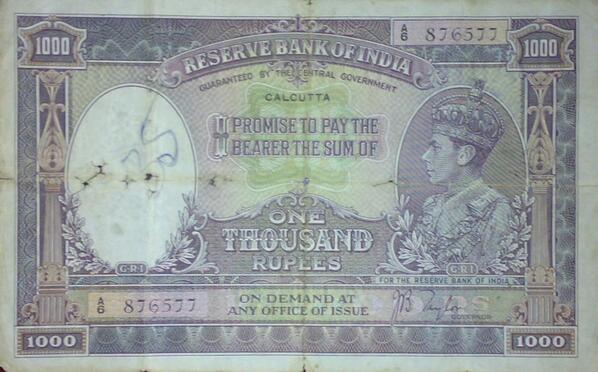 1000
A/6 876577
1000
RESERVE BANK OF INDIA
GUARANTEED BY THE CENTRAL GOVERNMENT
CALCUTTA
I PROMISE TO PAY THE
BEARER THE SUM OF
ONE
THOUSAND
RUPEES
G·R·I
G·R·I
FOR THE RESERVE BANK OF INDIA
A/6 876577
ON DEMAND AT
ANY OFFICE OF ISSUE
JB Taylor
GOVERNOR
1000
1000